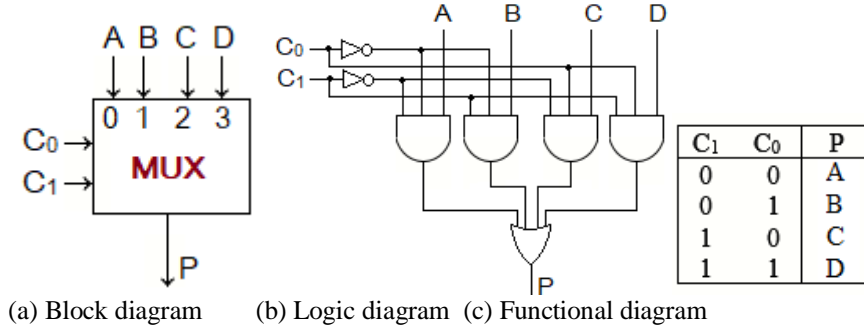 A B C D
0 1 2 3
C0
MUX
C1
P
A B C D
C0
C1
P
C1 C0 P
0 0 A
0 1 B
1 0 C
1 1 D
(a) Block diagram (b) Logic diagram (c) Functional diagram